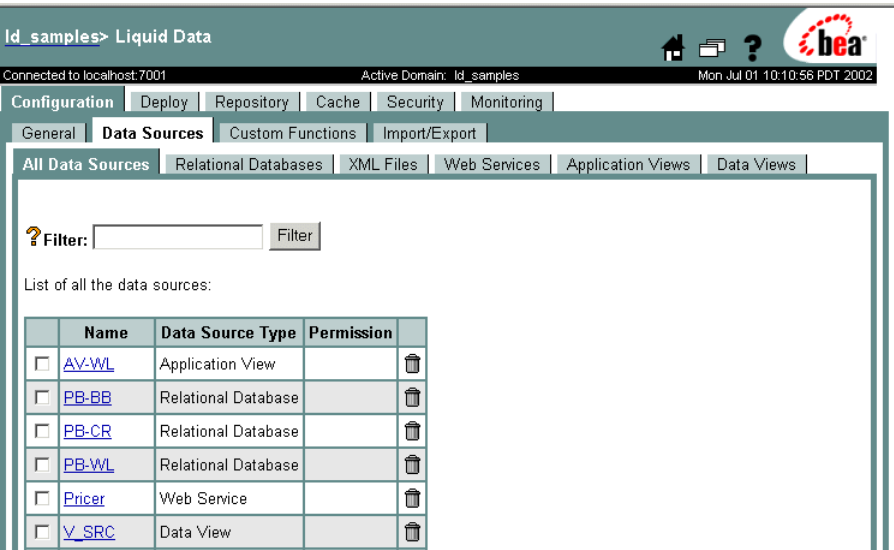 ld_samples> Liquid Data
? bea
Connected to localhost:7001 Active Domain: ld_samples Mon Jul 01 10:10:56 PDT 2002
Configuration Deploy Repository Cache Security Monitoring
General Data Sources Custom Functions Import/Export
All Data Sources Relational Databases XML Files Web Services Application Views Data Views
? Filter: Filter
List of all the data sources:
Name Data Source Type Permission
AV-WL Application View
PB-BB Relational Database
PB-CR Relational Database
PB-WL Relational Database
Pricer Web Service
V_SRC Data View